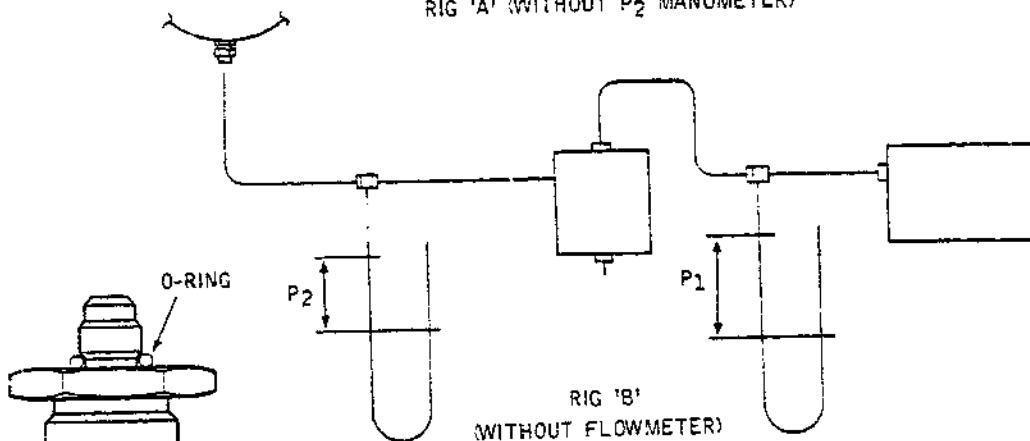 RIG 'A' (WITHOUT P2 MANOMETER)
O-RING
P2
P1
RIG 'B'
(WITHOUT FLOWMETER)